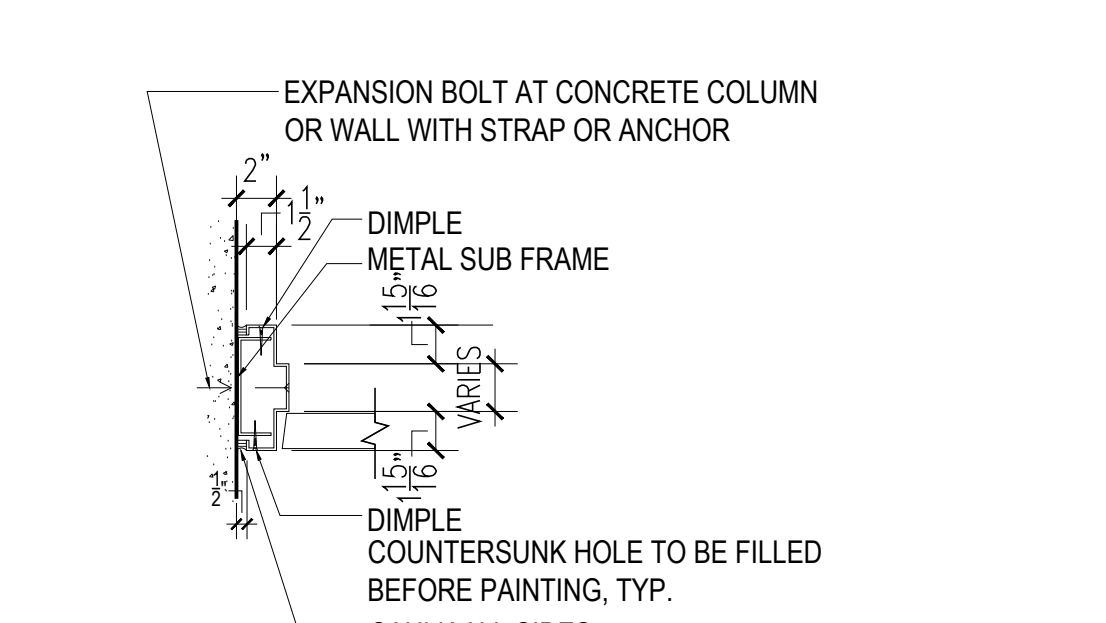 EXPANSION BOLT AT CONCRETE COLUMN
OR WALL WITH STRAP OR ANCHOR
2"
1 1/2"
DIMPLE
METAL SUB FRAME
1 15/16"
VARIES
1 15/16"
1/2"
DIMPLE
COUNTERSUNK HOLE TO BE FILLED
BEFORE PAINTING, TYP.